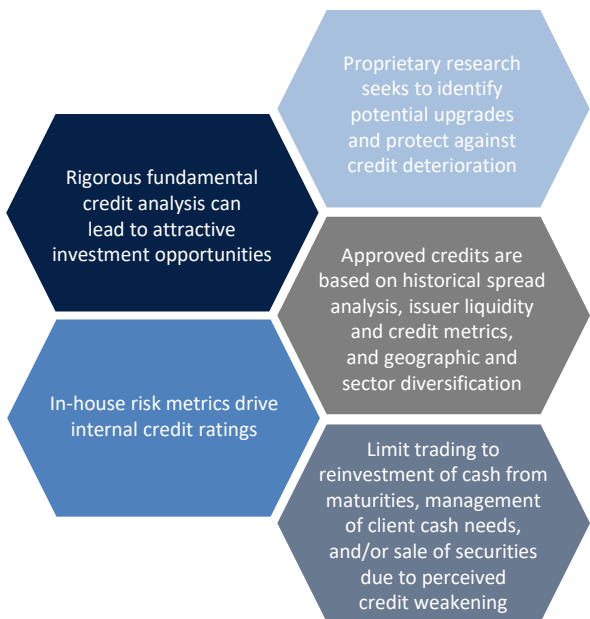 Proprietary research
seeks to identify
potential upgrades
and protect against
credit deterioration
Rigorous fundamental
credit analysis can
lead to attractive
investment opportunities
Approved credits are
based on historical spread
analysis, issuer liquidity
and credit metrics,
and geographic and
sector diversification
In-house risk metrics drive
internal credit ratings
Limit trading to
reinvestment of cash from
maturities, management
of client cash needs,
and/or sale of securities
due to perceived
credit weakening